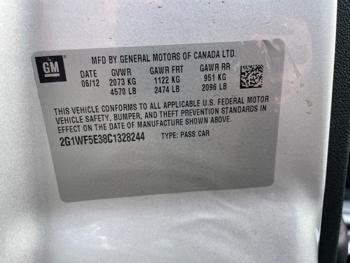 GM
MFD BY GENERAL MOTORS OF CANADA LTD.
DATE GVWR GAWR FRT GAWR RR
06/12 2073 KG 1122 KG 951 KG
4570 LB 2474 LB 2096 LB
THIS VEHICLE CONFORMS TO ALL APPLICABLE U.S. FEDERAL MOTOR
VEHICLE SAFETY, BUMPER, AND THEFT PREVENTION STANDARDS IN
EFFECT ON THE DATE OF MANUFACTURE SHOWN ABOVE.
2G1WF5E38C1328244 TYPE: PASS CAR